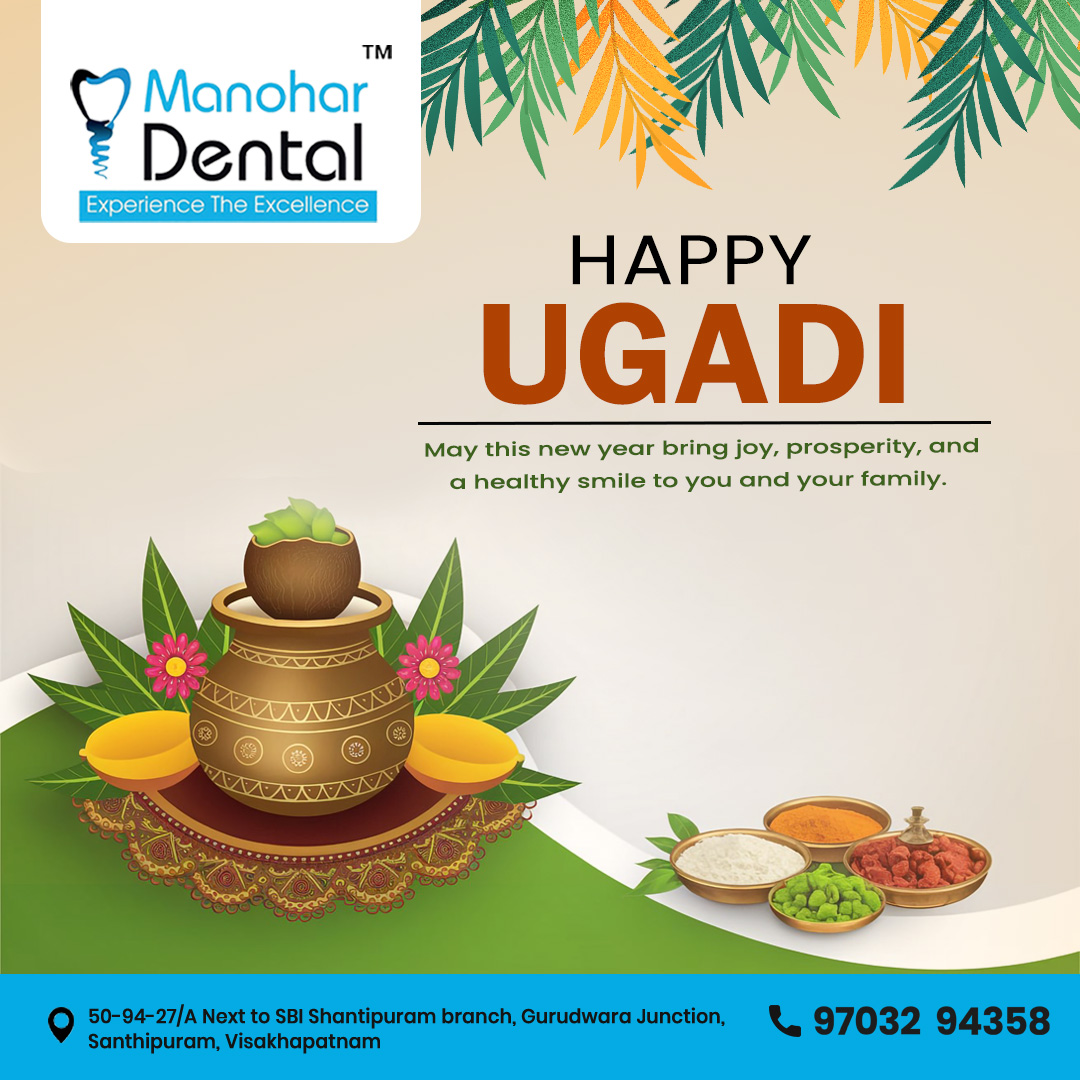 TM
Manohar
Dental
Experience The Excellence
HAPPY
UGADI
May this new year bring joy, prosperity, and
a healthy smile to you and your family.
50-94-27/A Next to SBI Shantipuram branch, Gurudwara Junction,
Santhipuram, Visakhapatnam
97032 94358